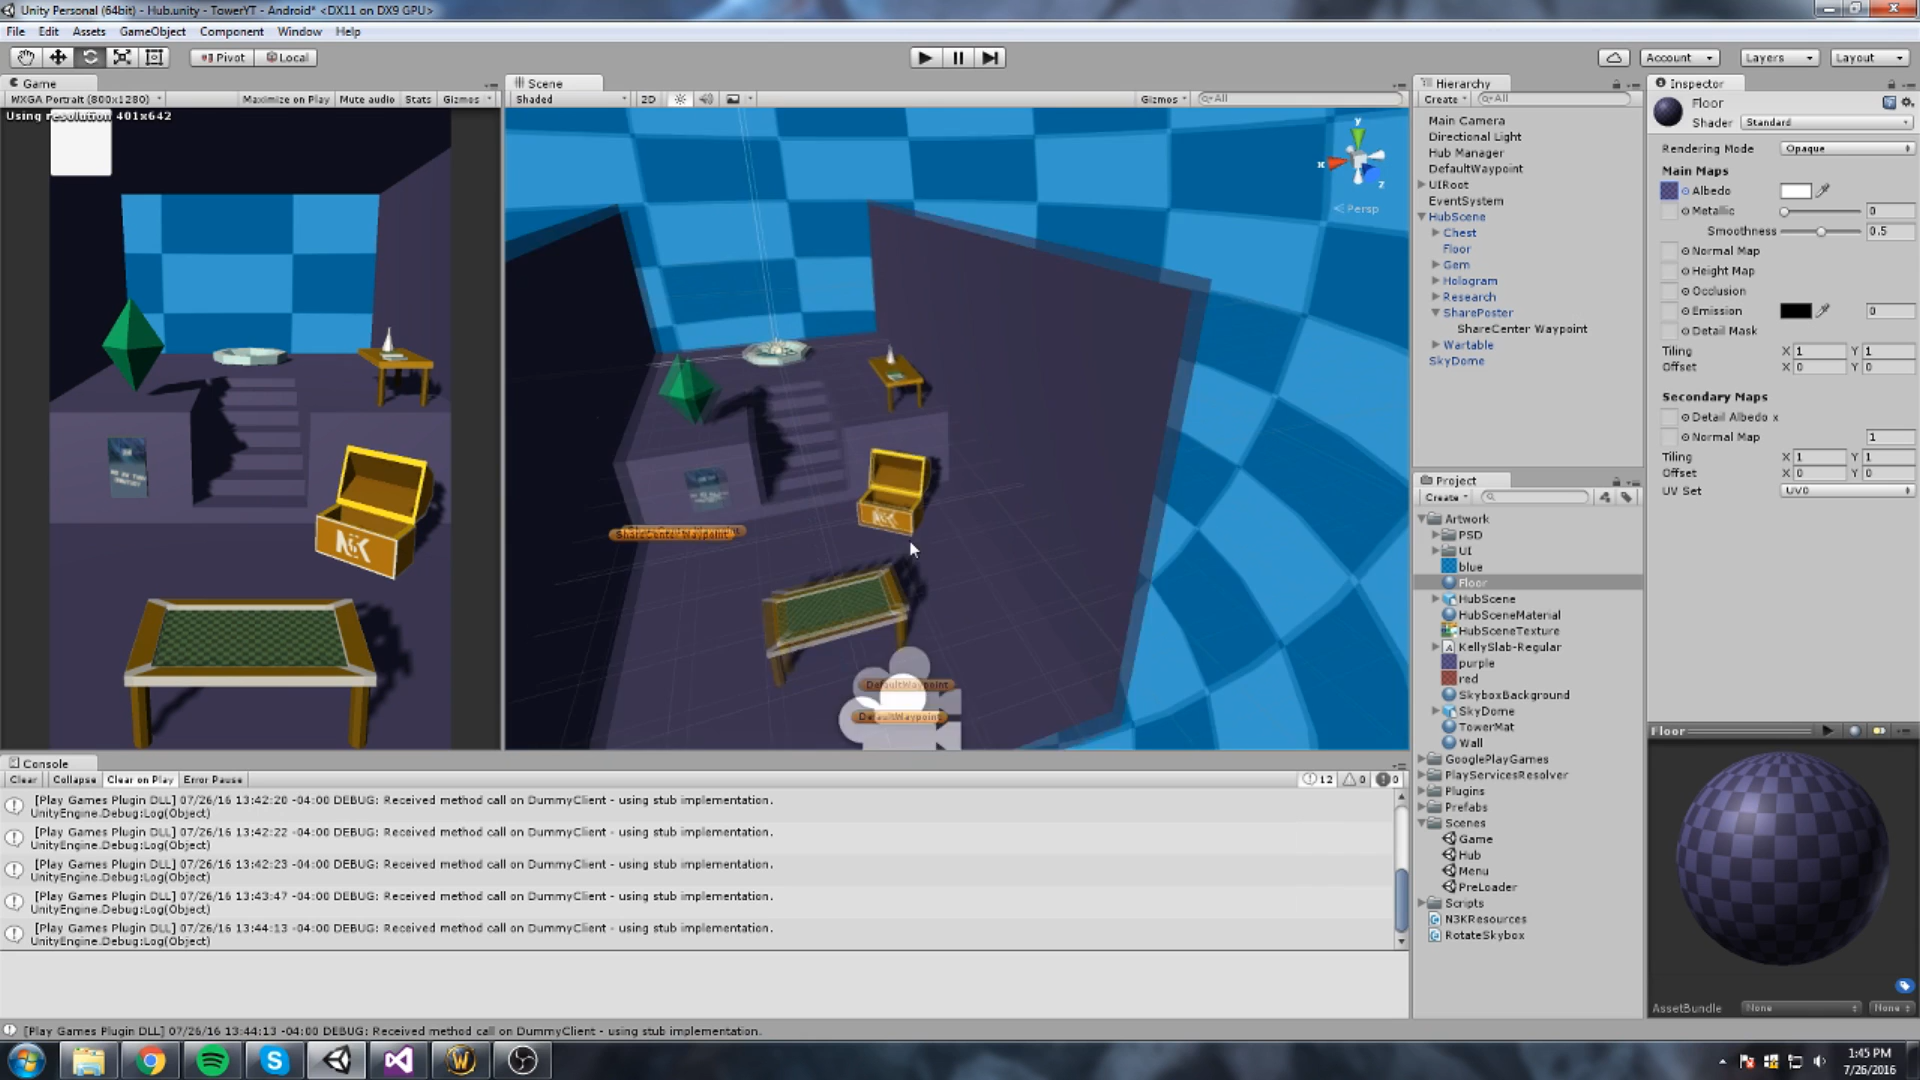 Unity Personal (64bit) - Hub.unity - TowerYT - Android* <DX11 on DX9 GPU>
File Edit Assets GameObject Component Window Help
Pivot Local Account Layers Layout
Game
WXGA Portrait (800x1280) Maximize on Play Mute audio Stats Gizmos
Using resolution 401x642
N3K
Scene
Shaded 2D Gizmos All
y
x
z
Persp
N3K
ShareCenter Waypoint
DefaultWaypoint
DefaultWaypoint
Hierarchy
Create All
Main Camera
Directional Light
Hub Manager
DefaultWaypoint
UIRoot
EventSystem
HubScene
Chest
Floor
Gem
Hologram
Research
SharePoster
ShareCenter Waypoint
Wartable
SkyDome
Project
Create
Artwork
PSD
UI
blue
Floor
HubScene
HubSceneMaterial
HubSceneTexture
KellySlab-Regular
purple
red
SkyboxBackground
SkyDome
TowerMat
Wall
GooglePlayGames
PlayServicesResolver
Plugins
Prefabs
Scenes
Game
Hub
Menu
PreLoader
Scripts
N3KResources
RotateSkybox
Inspector
Floor
Shader Standard
Rendering Mode Opaque
Main Maps
Albedo
Metallic 0
Smoothness 0.5
Normal Map
Height Map
Occlusion
Emission 0
Detail Mask
Tiling X 1 Y 1
Offset X 0 Y 0
Secondary Maps
Detail Albedo x
Normal Map 1
Tiling X 1 Y 1
Offset X 0 Y 0
UV Set UV0
Floor
AssetBundle None None
Console
Clear Collapse Clear on Play Error Pause 12 0 0
[Play Games Plugin DLL] 07/26/16 13:42:20 -04:00 DEBUG: Received method call on DummyClient - using stub implementation.
UnityEngine.Debug:Log(Object)
[Play Games Plugin DLL] 07/26/16 13:42:22 -04:00 DEBUG: Received method call on DummyClient - using stub implementation.
UnityEngine.Debug:Log(Object)
[Play Games Plugin DLL] 07/26/16 13:42:23 -04:00 DEBUG: Received method call on DummyClient - using stub implementation.
UnityEngine.Debug:Log(Object)
[Play Games Plugin DLL] 07/26/16 13:43:47 -04:00 DEBUG: Received method call on DummyClient - using stub implementation.
UnityEngine.Debug:Log(Object)
[Play Games Plugin DLL] 07/26/16 13:44:13 -04:00 DEBUG: Received method call on DummyClient - using stub implementation.
UnityEngine.Debug:Log(Object)
[Play Games Plugin DLL] 07/26/16 13:44:13 -04:00 DEBUG: Received method call on DummyClient - using stub implementation.
1:45 PM
7/26/2016